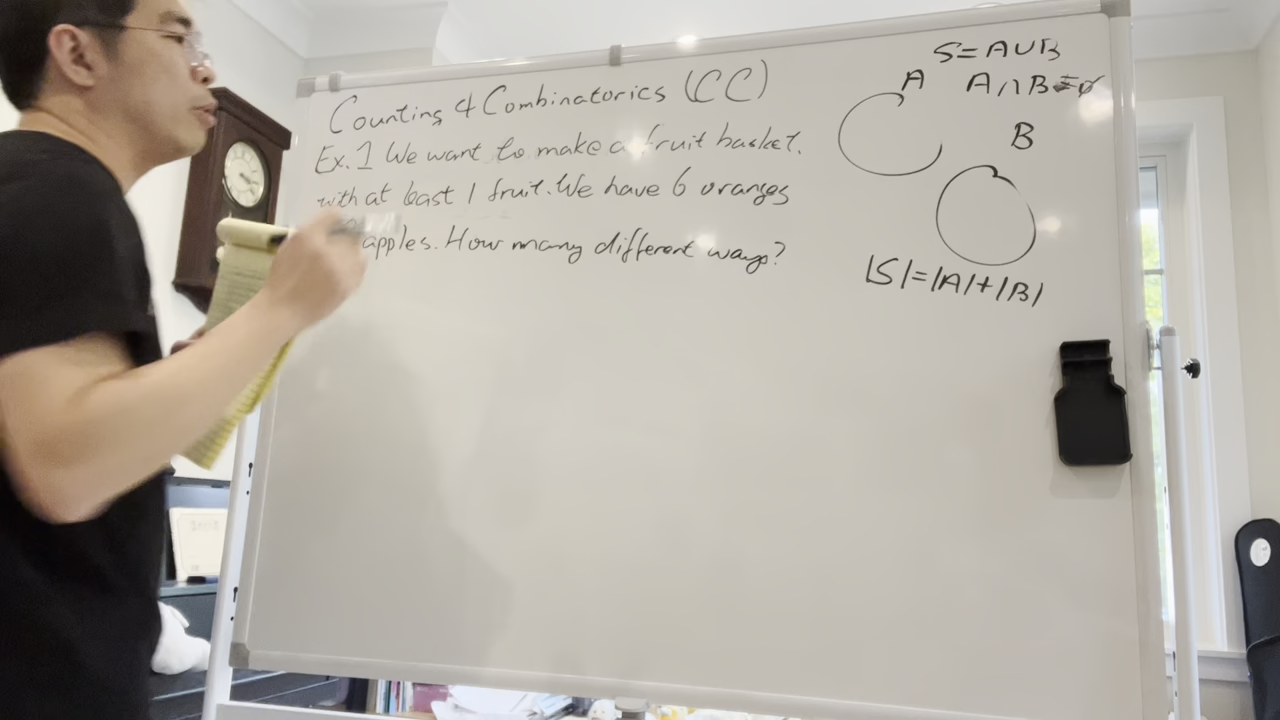 Counting & Combinatorics (CC)
Ex. 1 We want to make a fruit basket.
with at least 1 fruit. We have 6 oranges
apples. How many different ways?
S=A∪B
A A∩B=∅
B
|S|=|A|+|B|